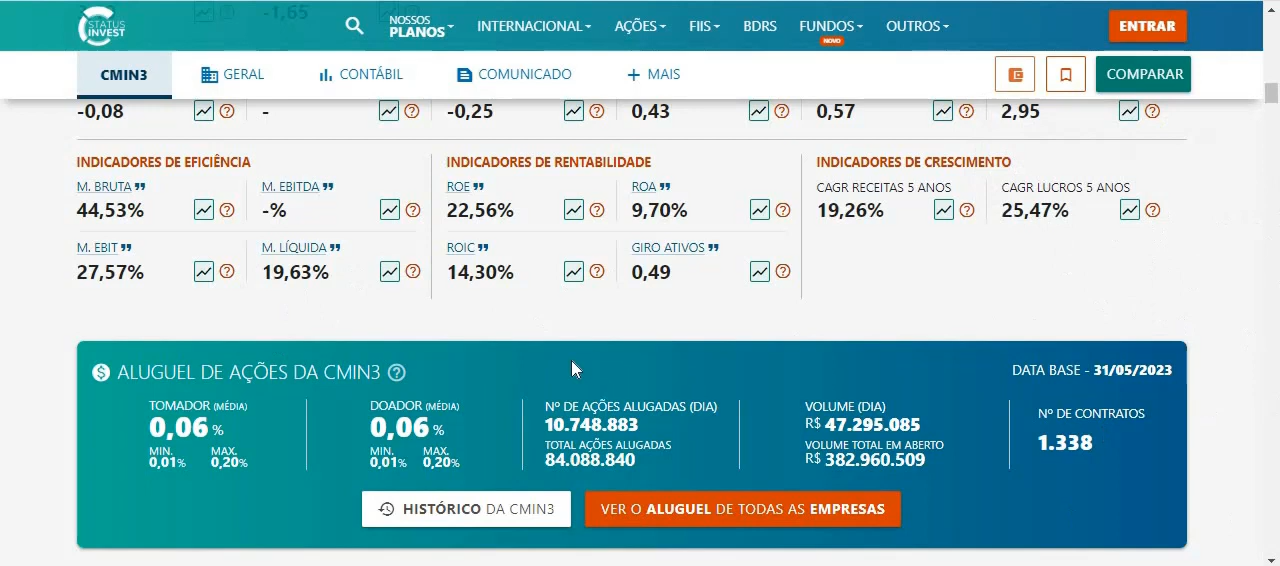 -1,65
STATUS INVEST
NOSSOS PLANOS
INTERNACIONAL
AÇÕES
FIIS
BDRS
FUNDOS
NOVO
OUTROS
ENTRAR
CMIN3
GERAL
CONTÁBIL
COMUNICADO
+ MAIS
COMPARAR
-0,08
-
-0,25
0,43
0,57
2,95
INDICADORES DE EFICIÊNCIA
M. BRUTA
44,53%
M. EBITDA
-%
M. EBIT
27,57%
M. LÍQUIDA
19,63%
INDICADORES DE RENTABILIDADE
ROE
22,56%
ROA
9,70%
ROIC
14,30%
GIRO ATIVOS
0,49
INDICADORES DE CRESCIMENTO
CAGR RECEITAS 5 ANOS
19,26%
CAGR LUCROS 5 ANOS
25,47%
ALUGUEL DE AÇÕES DA CMIN3
DATA BASE - 31/05/2023
TOMADOR (MÉDIA)
0,06 %
MIN. MAX.
0,01% 0,20%
DOADOR (MÉDIA)
0,06 %
MIN. MAX.
0,01% 0,20%
Nº DE AÇÕES ALUGADAS (DIA)
10.748.883
TOTAL AÇÕES ALUGADAS
84.088.840
VOLUME (DIA)
R$ 47.295.085
VOLUME TOTAL EM ABERTO
R$ 382.960.509
Nº DE CONTRATOS
1.338
HISTÓRICO DA CMIN3
VER O ALUGUEL DE TODAS AS EMPRESAS